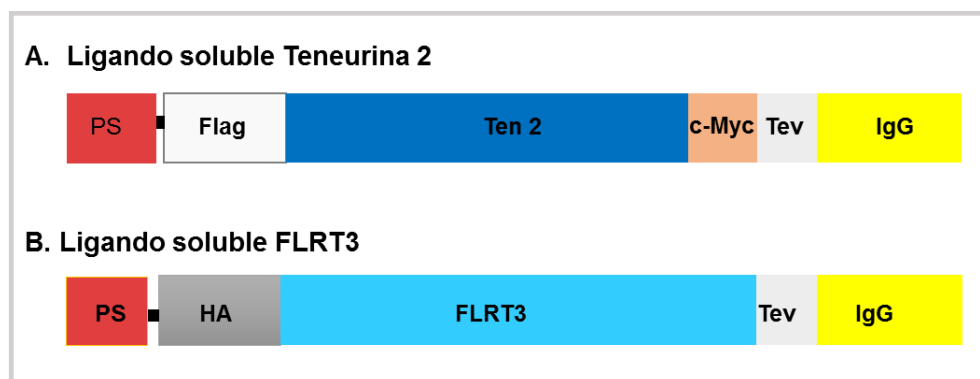 A. Ligando soluble Teneurina 2
PS Flag Ten 2 c-Myc Tev IgG
B. Ligando soluble FLRT3
PS HA FLRT3 Tev IgG